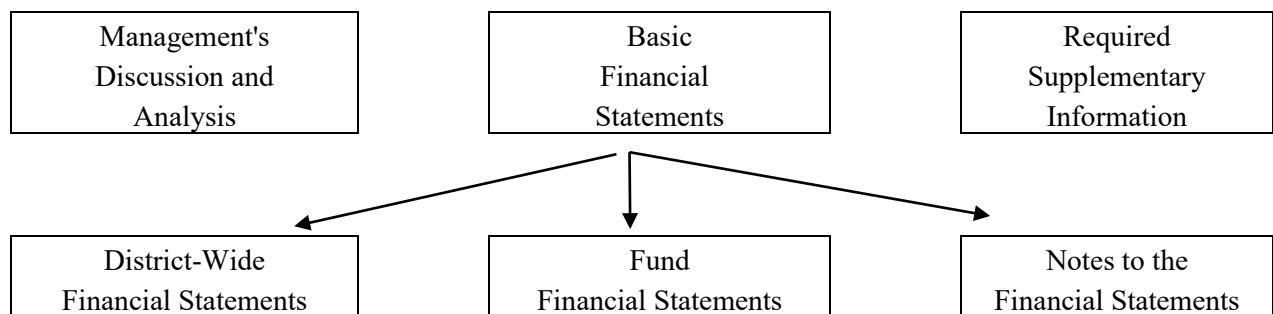 Management's
Discussion and
Analysis
Basic
Financial
Statements
Required
Supplementary
Information
District-Wide
Financial Statements
Fund
Financial Statements
Notes to the
Financial Statements